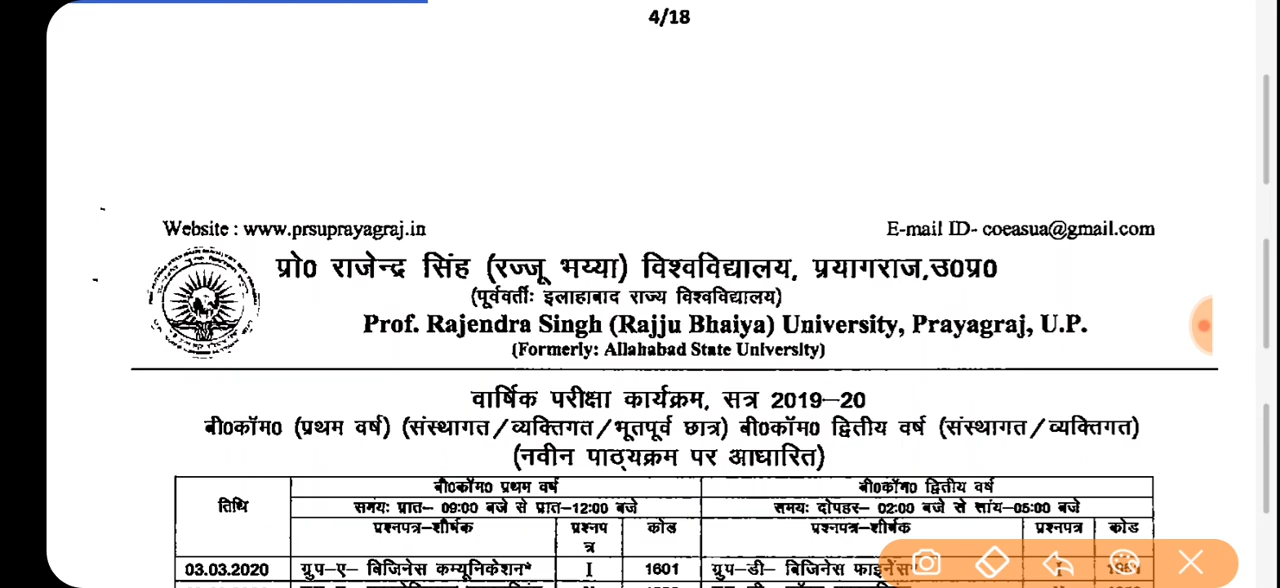 4/18
Website : www.prsuprayagraj.in E-mail ID- coeasua@gmail.com
प्रो0 राजेन्द्र सिंह (रज्जू भय्या) विश्वविद्यालय, प्रयागराज,उ0प्र0
(पूर्ववर्तीः इलाहाबाद राज्य विश्वविद्यालय)
Prof. Rajendra Singh (Rajju Bhaiya) University, Prayagraj, U.P.
(Formerly: Allahabad State University)
वार्षिक परीक्षा कार्यक्रम, सत्र 2019–20
बी0कॉम0 (प्रथम वर्ष) (संस्थागत/व्यक्तिगत/भूतपूर्व छात्र) बी0कॉम0 द्वितीय वर्ष (संस्थागत/व्यक्तिगत)
(नवीन पाठ्यक्रम पर आधारित)
तिथि बी0कॉम0 प्रथम वर्ष बी0कॉम0 द्वितीय वर्ष
समयः प्रात– 09:00 बजे से प्रात–12:00 बजे समयः दोपहर– 02:00 बजे से सांय–05:00 बजे
प्रश्नपत्र–शीर्षक प्रश्नपत्र कोड प्रश्नपत्र–शीर्षक प्रश्नपत्र कोड
03.03.2020 ग्रुप–ए– बिजिनेस कम्यूनिकेशन* I 1601 ग्रुप–डी– बिजिनेस फाइनेंस I